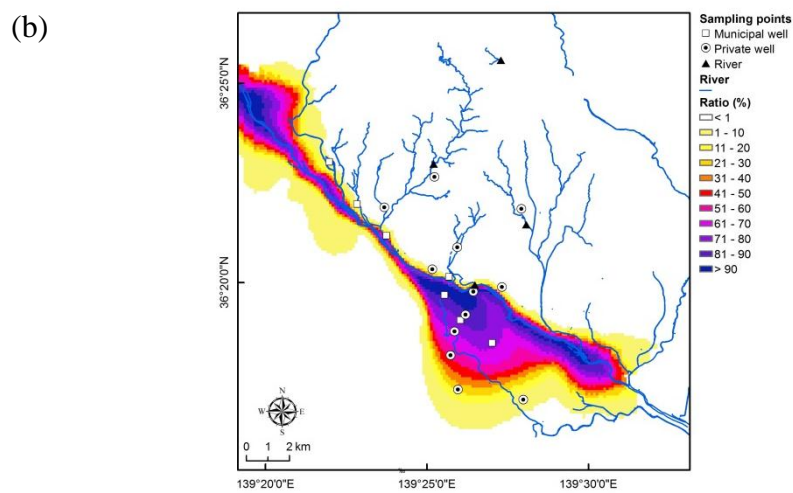 (b)
Sampling points
Municipal well
Private well
River
River
Ratio (%)
< 1
1 - 10
11 - 20
21 - 30
31 - 40
41 - 50
51 - 60
61 - 70
71 - 80
81 - 90
> 90
36°25'0"N
36°20'0"N
N
W E
S
0 1 2 km
139°20'0"E 139°25'0"E 139°30'0"E